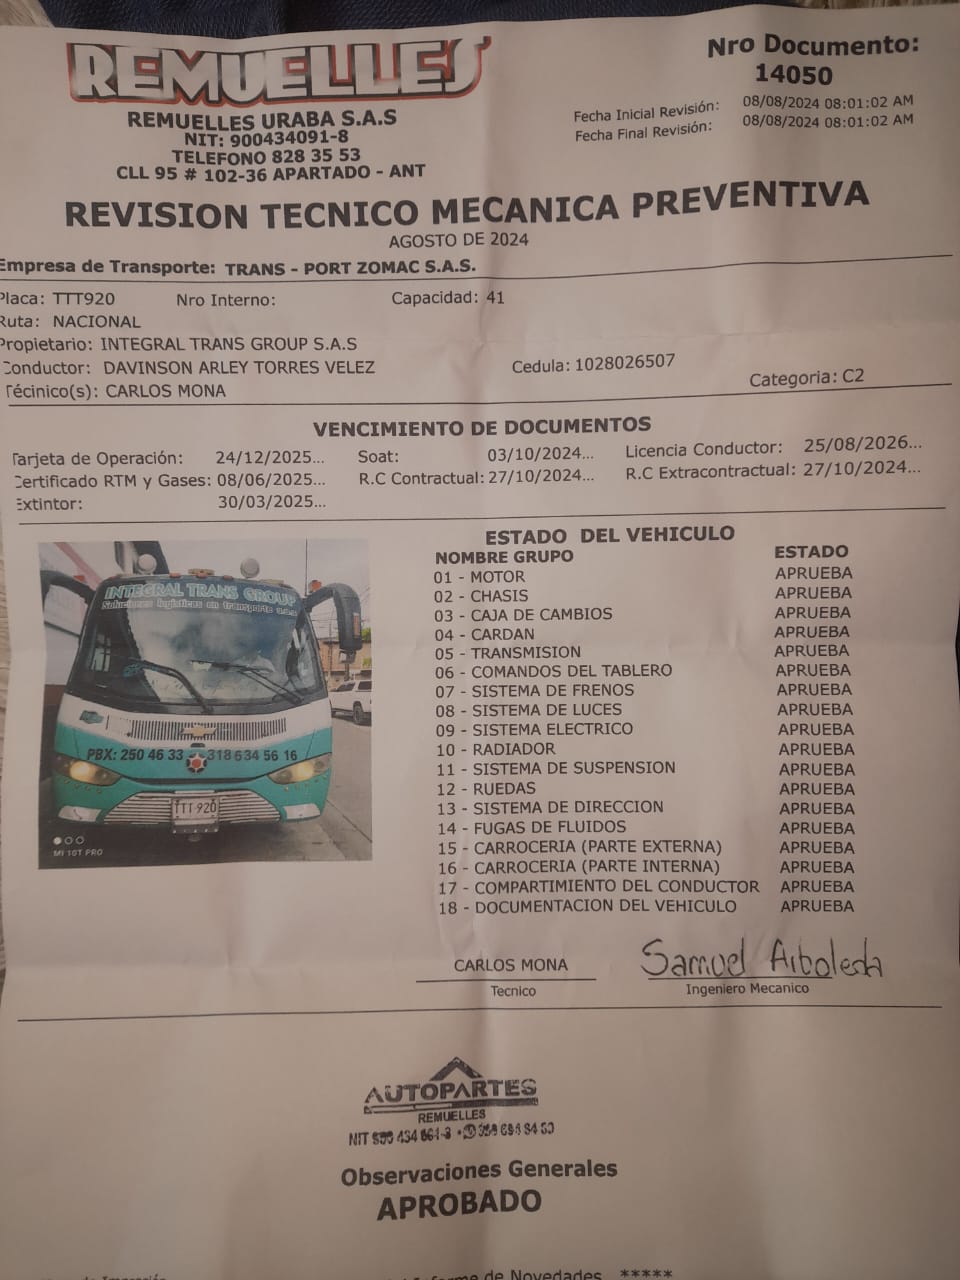 REMUELLES
REMUELLES URABA S.A.S
NIT: 900434091-8
TELEFONO 828 35 53
CLL 95 # 102-36 APARTADO - ANT
Nro Documento:
14050
Fecha Inicial Revisión: 08/08/2024 08:01:02 AM
Fecha Final Revisión: 08/08/2024 08:01:02 AM
REVISION TECNICO MECANICA PREVENTIVA
AGOSTO DE 2024
Empresa de Transporte: TRANS - PORT ZOMAC S.A.S.
Placa: TTT920 Nro Interno: Capacidad: 41
Ruta: NACIONAL
Propietario: INTEGRAL TRANS GROUP S.A.S
Conductor: DAVINSON ARLEY TORRES VELEZ Cedula: 1028026507
Técinico(s): CARLOS MONA Categoria: C2
VENCIMIENTO DE DOCUMENTOS
Tarjeta de Operación: 24/12/2025... Soat: 03/10/2024... Licencia Conductor: 25/08/2026...
Certificado RTM y Gases: 08/06/2025... R.C Contractual: 27/10/2024... R.C Extracontractual: 27/10/2024...
Extintor: 30/03/2025...
INTEGRAL TRANS GROUP
Soluciones logísticas en transporte s.a.s
PBX: 250 46 33 318 634 56 16
TTT 920
MI 10T PRO
ESTADO DEL VEHICULO
NOMBRE GRUPO ESTADO
01 - MOTOR APRUEBA
02 - CHASIS APRUEBA
03 - CAJA DE CAMBIOS APRUEBA
04 - CARDAN APRUEBA
05 - TRANSMISION APRUEBA
06 - COMANDOS DEL TABLERO APRUEBA
07 - SISTEMA DE FRENOS APRUEBA
08 - SISTEMA DE LUCES APRUEBA
09 - SISTEMA ELECTRICO APRUEBA
10 - RADIADOR APRUEBA
11 - SISTEMA DE SUSPENSION APRUEBA
12 - RUEDAS APRUEBA
13 - SISTEMA DE DIRECCION APRUEBA
14 - FUGAS DE FLUIDOS APRUEBA
15 - CARROCERIA (PARTE EXTERNA) APRUEBA
16 - CARROCERIA (PARTE INTERNA) APRUEBA
17 - COMPARTIMIENTO DEL CONDUCTOR APRUEBA
18 - DOCUMENTACION DEL VEHICULO APRUEBA
CARLOS MONA Samuel Arboleda
Tecnico Ingeniero Mecanico
AUTOPARTES
REMUELLES
NIT
Observaciones Generales
APROBADO
de Novedades *****